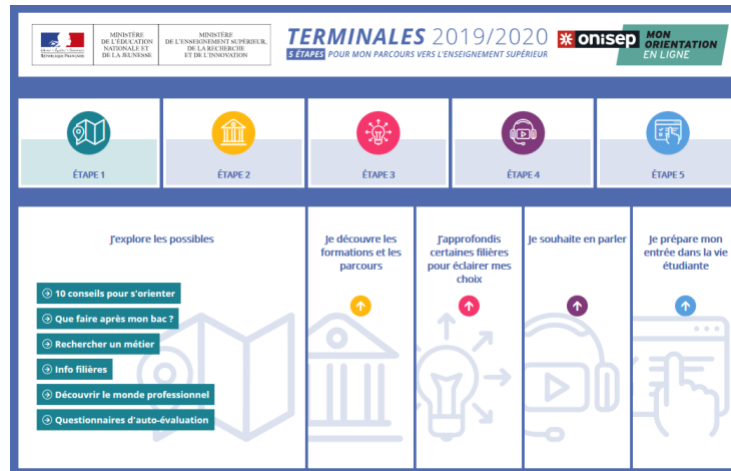 RÉPUBLIQUE FRANÇAISE
MINISTÈRE
DE L'ÉDUCATION
NATIONALE ET
DE LA JEUNESSE
MINISTÈRE
DE L'ENSEIGNEMENT SUPÉRIEUR,
DE LA RECHERCHE
ET DE L'INNOVATION
TERMINALES 2019/2020
5 ÉTAPES POUR MON PARCOURS VERS L'ENSEIGNEMENT SUPÉRIEUR
onisep
MON
ORIENTATION
EN LIGNE
ÉTAPE 1
ÉTAPE 2
ÉTAPE 3
ÉTAPE 4
ÉTAPE 5
J'explore les possibles
10 conseils pour s'orienter
Que faire après mon bac ?
Rechercher un métier
Info filières
Découvrir le monde professionnel
Questionnaires d'auto-évaluation
Je découvre les
formations et les
parcours
J'approfondis
certaines filières
pour éclairer mes
choix
Je souhaite en parler
Je prépare mon
entrée dans la vie
étudiante